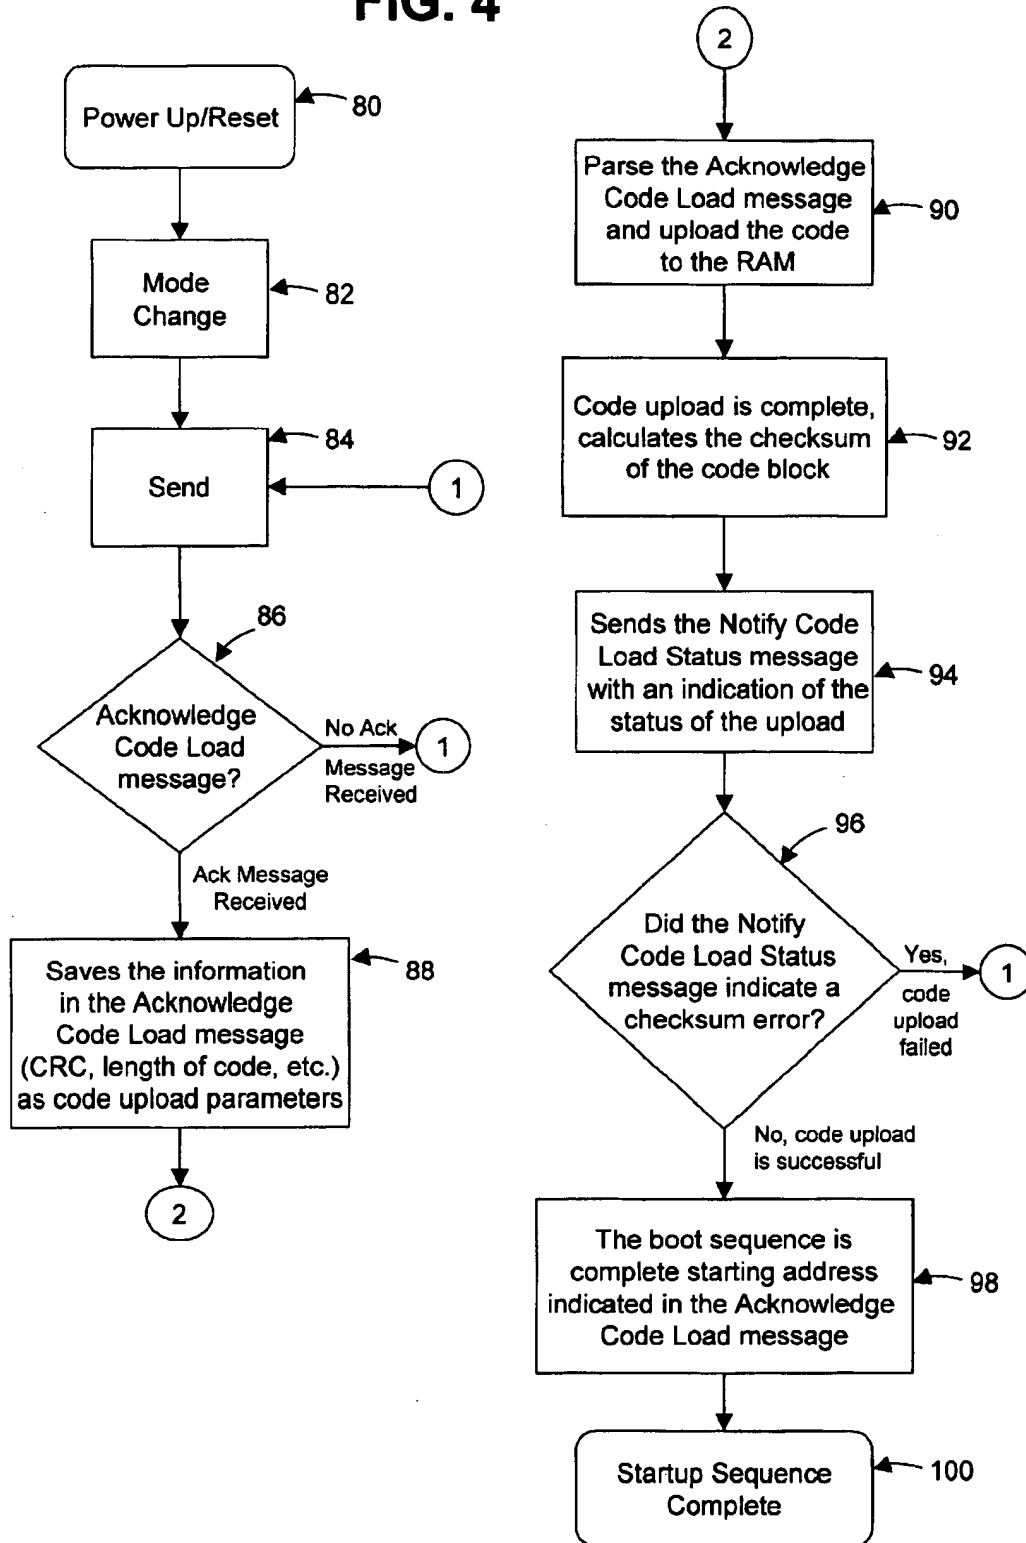 FIG. 4
Power Up/Reset
80
Mode
Change
82
Send
84
1
86
Acknowledge
Code Load
message?
No Ack
Message
Received
1
Ack Message
Received
Saves the information
in the Acknowledge
Code Load message
(CRC, length of code, etc.)
as code upload parameters
88
2
2
Parse the Acknowledge
Code Load message
and upload the code
to the RAM
90
Code upload is complete,
calculates the checksum
of the code block
92
Sends the Notify Code
Load Status message
with an indication of the
status of the upload
94
96
Did the Notify
Code Load Status
message indicate a
checksum error?
Yes,
code
upload
failed
1
No, code upload
is successful
The boot sequence is
complete starting address
indicated in the Acknowledge
Code Load message
98
Startup Sequence
Complete
100